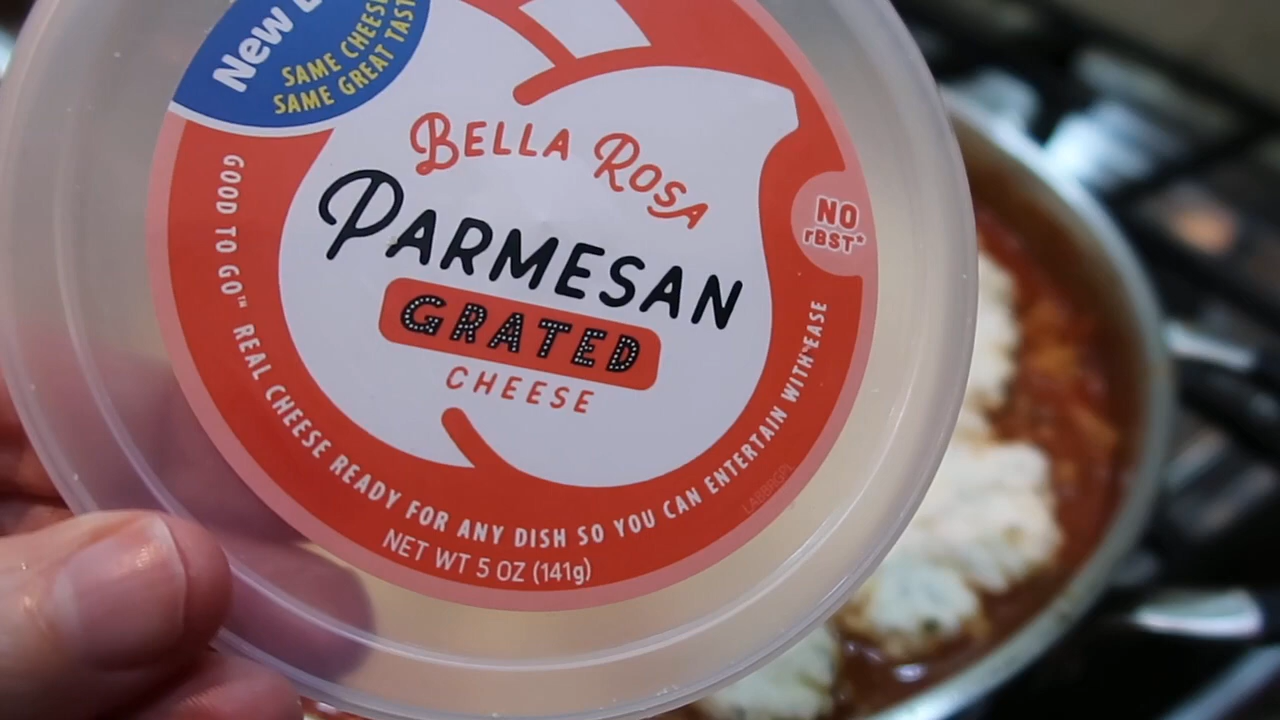 New
SAME CHEESE
SAME GREAT TAST
BELLA ROSA
PARMESAN
GRATED
CHEESE
NO
rBST*
GOOD TO GO™ REAL CHEESE READY FOR ANY DISH SO YOU CAN ENTERTAIN WITH EASE
NET WT 5 OZ (141g)